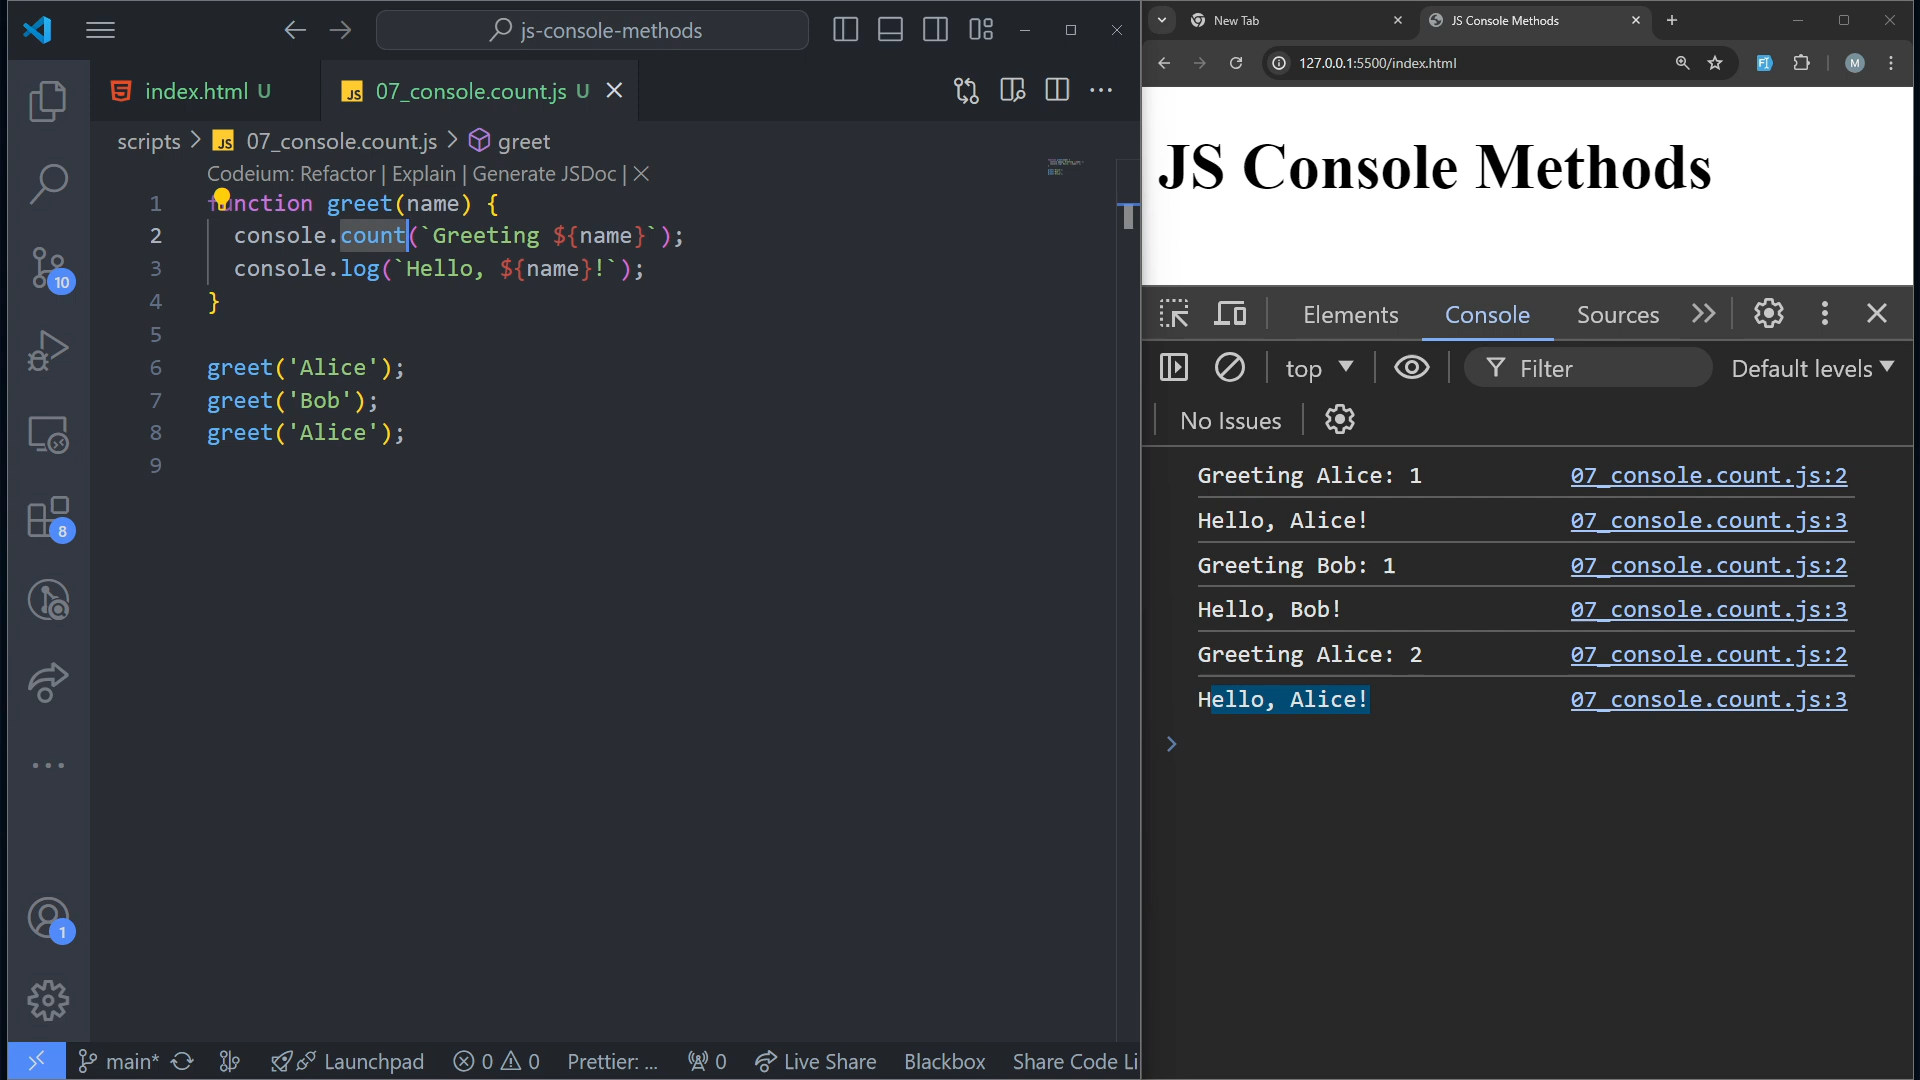 js-console-methods
index.html U
JS 07_console.count.js U
scripts > JS 07_console.count.js > greet
Codeium: Refactor | Explain | Generate JSDoc |
1 function greet(name) {
2 console.count(`Greeting ${name}`);
3 console.log(`Hello, ${name}!`);
4 }
5
6 greet('Alice');
7 greet('Bob');
8 greet('Alice');
9
10
8
1
main* Launchpad 0 0 Prettier: ... 0 Live Share Blackbox Share Code Li
New Tab
JS Console Methods
127.0.0.1:5500/index.html
M
JS Console Methods
Elements Console Sources
top Filter Default levels
No Issues
Greeting Alice: 1 07_console.count.js:2
Hello, Alice! 07_console.count.js:3
Greeting Bob: 1 07_console.count.js:2
Hello, Bob! 07_console.count.js:3
Greeting Alice: 2 07_console.count.js:2
Hello, Alice! 07_console.count.js:3